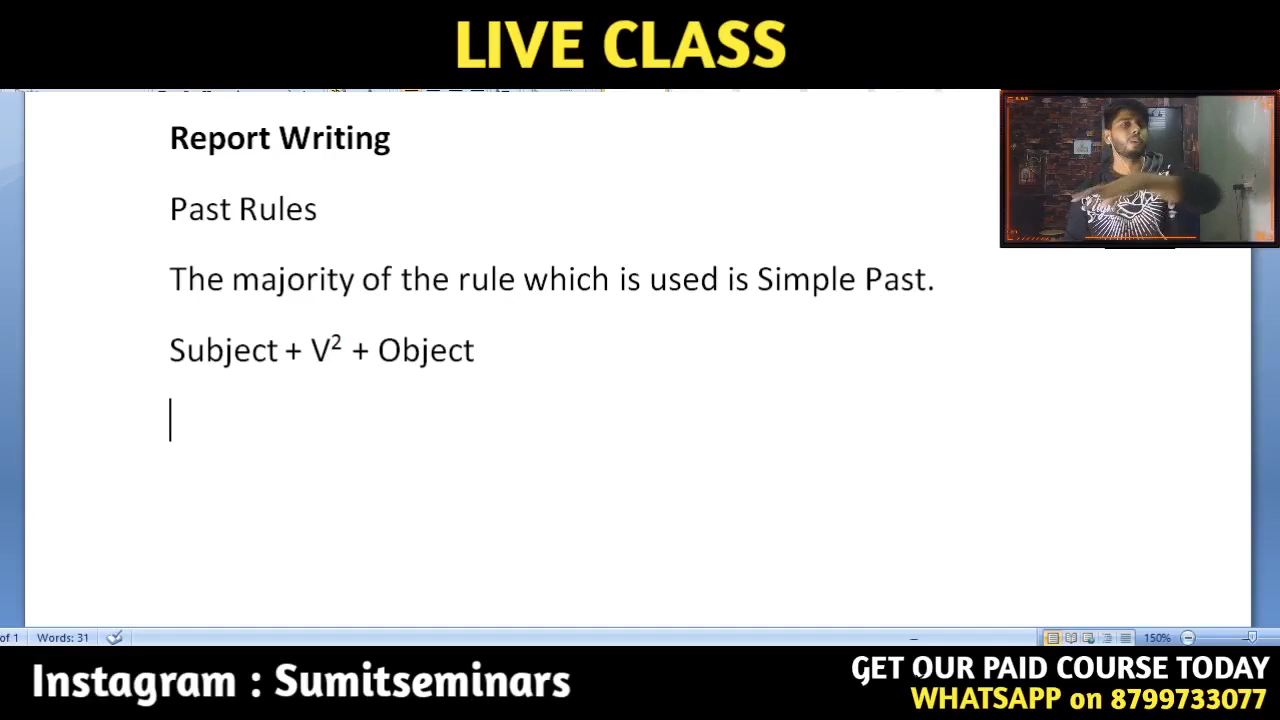 LIVE CLASS
Report Writing
Past Rules
The majority of the rule which is used is Simple Past.
Subject + V² + Object
of 1 Words: 31 150%
Instagram : Sumitseminars
GET OUR PAID COURSE TODAY
WHATSAPP on 8799733077